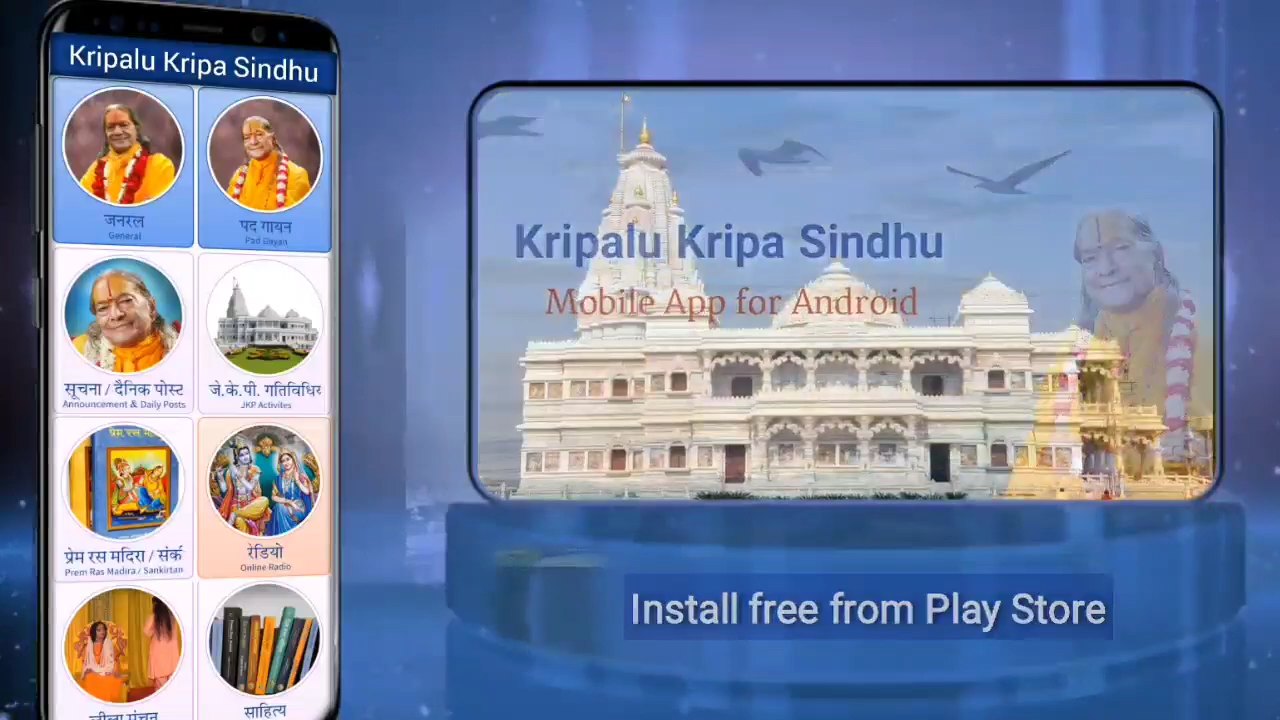 Kripalu Kripa Sindhu
जनरल
General
पद गायन
Pad Gayan
सूचना / दैनिक पोस्ट
Announcement & Daily Posts
जे.के.पी. गतिविधिय
JKP Activites
प्रेम रस मदिरा / संकी
Prem Ras Madira / Sankirtan
रेडियो
Online Radio
लीला मंचन
साहित्य
Kripalu Kripa Sindhu
Mobile App for Android
Install free from Play Store